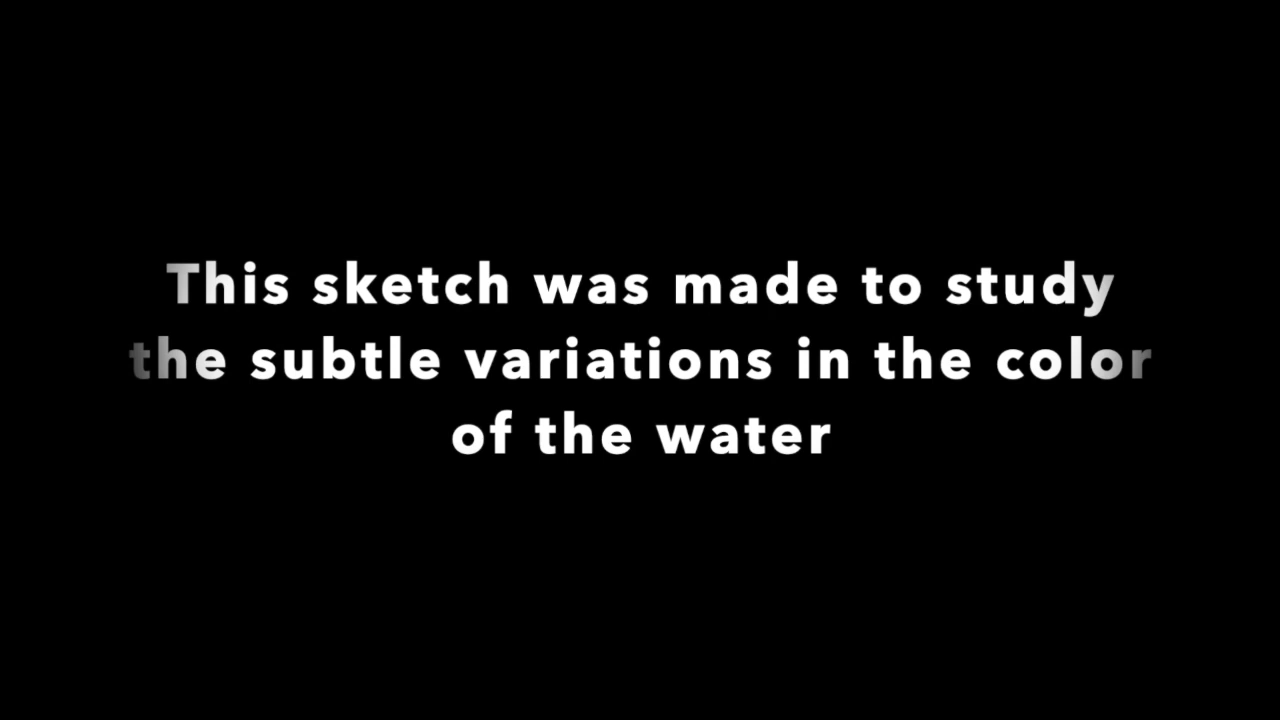 This sketch was made to study
the subtle variations in the color
of the water